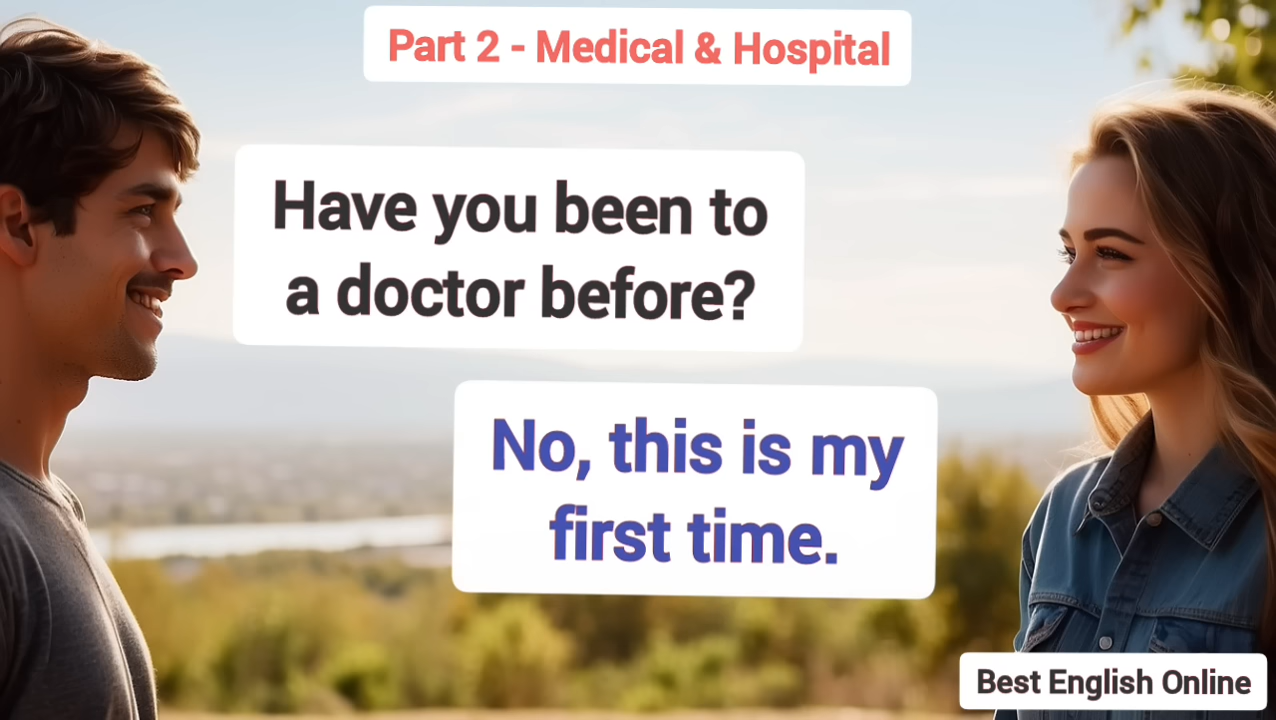 Part 2 - Medical & Hospital
Have you been to
a doctor before?
No, this is my
first time.
Best English Online